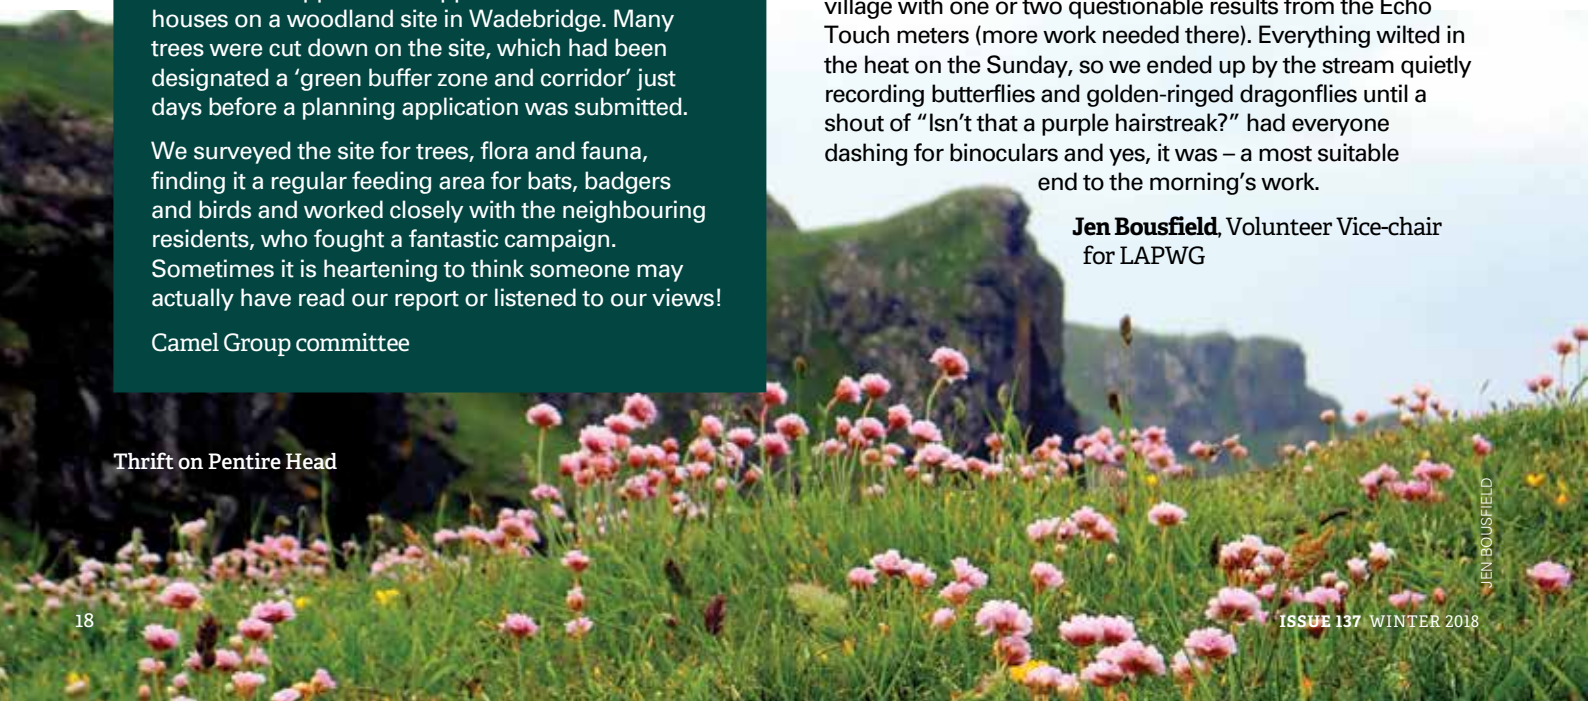 houses on a woodland site in Wadebridge. Many
trees were cut down on the site, which had been
designated a ‘green buffer zone and corridor’ just
days before a planning application was submitted.
We surveyed the site for trees, flora and fauna,
finding it a regular feeding area for bats, badgers
and birds and worked closely with the neighbouring
residents, who fought a fantastic campaign.
Sometimes it is heartening to think someone may
actually have read our report or listened to our views!
Camel Group committee
village with one or two questionable results from the Echo
Touch meters (more work needed there). Everything wilted in
the heat on the Sunday, so we ended up by the stream quietly
recording butterflies and golden-ringed dragonflies until a
shout of “Isn’t that a purple hairstreak?” had everyone
dashing for binoculars and yes, it was – a most suitable
end to the morning’s work.
Jen Bousfield, Volunteer Vice-chair
for LAPWG
Thrift on Pentire Head
JEN BOUSFIELD
18
ISSUE 137 WINTER 2018